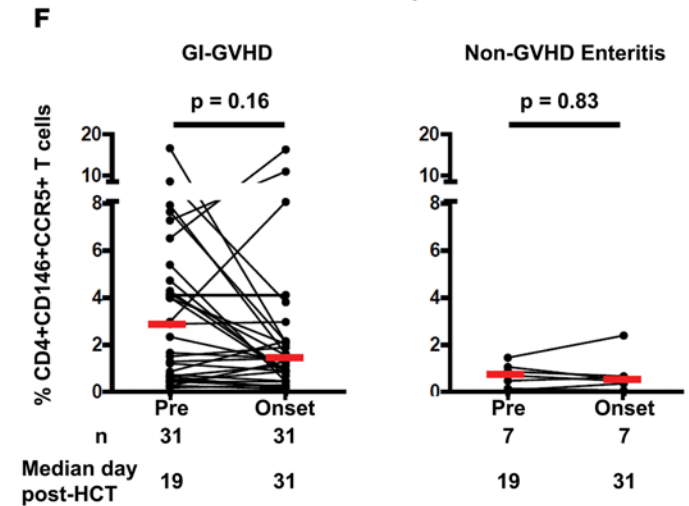 F
GI-GVHD
Non-GVHD Enteritis
p = 0.16
p = 0.83
% CD4+CD146+CCR5+ T cells
20
10
8
6
4
2
0
20
10
8
6
4
2
0
Pre Onset
Pre Onset
n 31 31 7 7
Median day
post-HCT 19 31 19 31